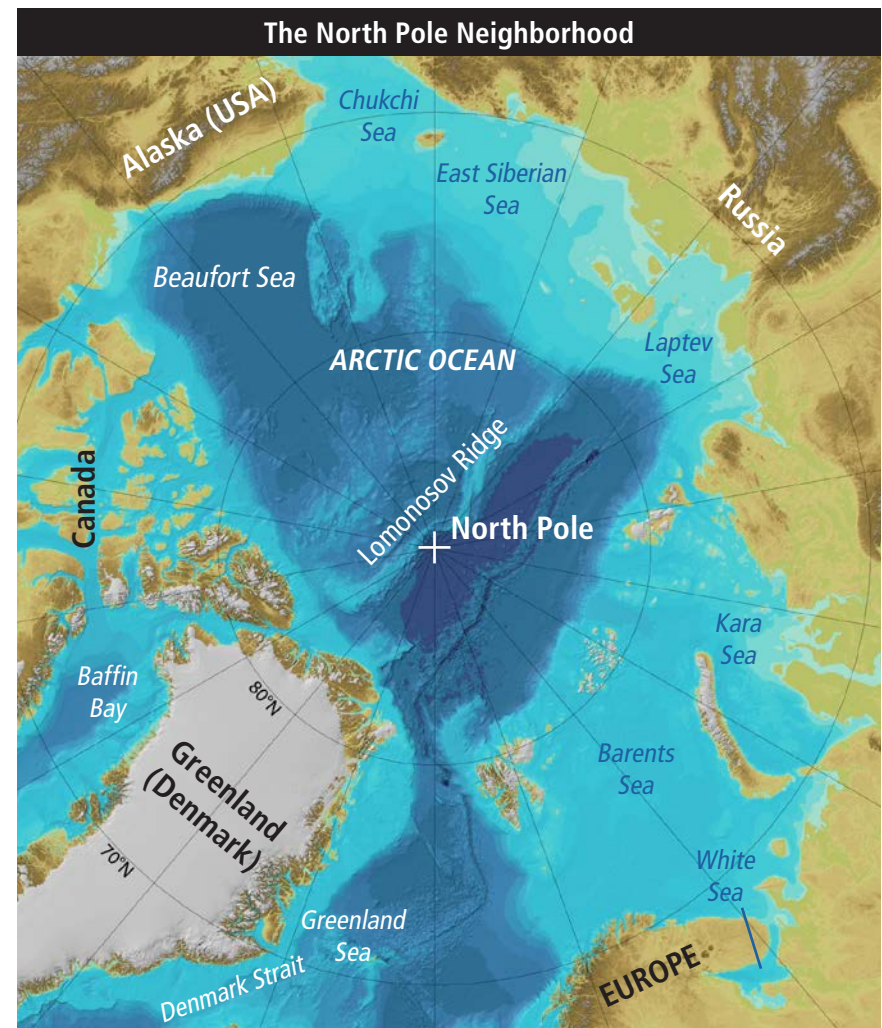 The North Pole Neighborhood
Chukchi
Sea
Alaska (USA)
East Siberian
Sea
Russia
Beaufort Sea
ARCTIC OCEAN
Laptev
Sea
Lomonosov Ridge
North Pole
Canada
Kara
Sea
Baffin
Bay
80°N
Greenland
(Denmark)
Barents
Sea
70°N
White
Sea
Greenland
Sea
Denmark Strait
EUROPE